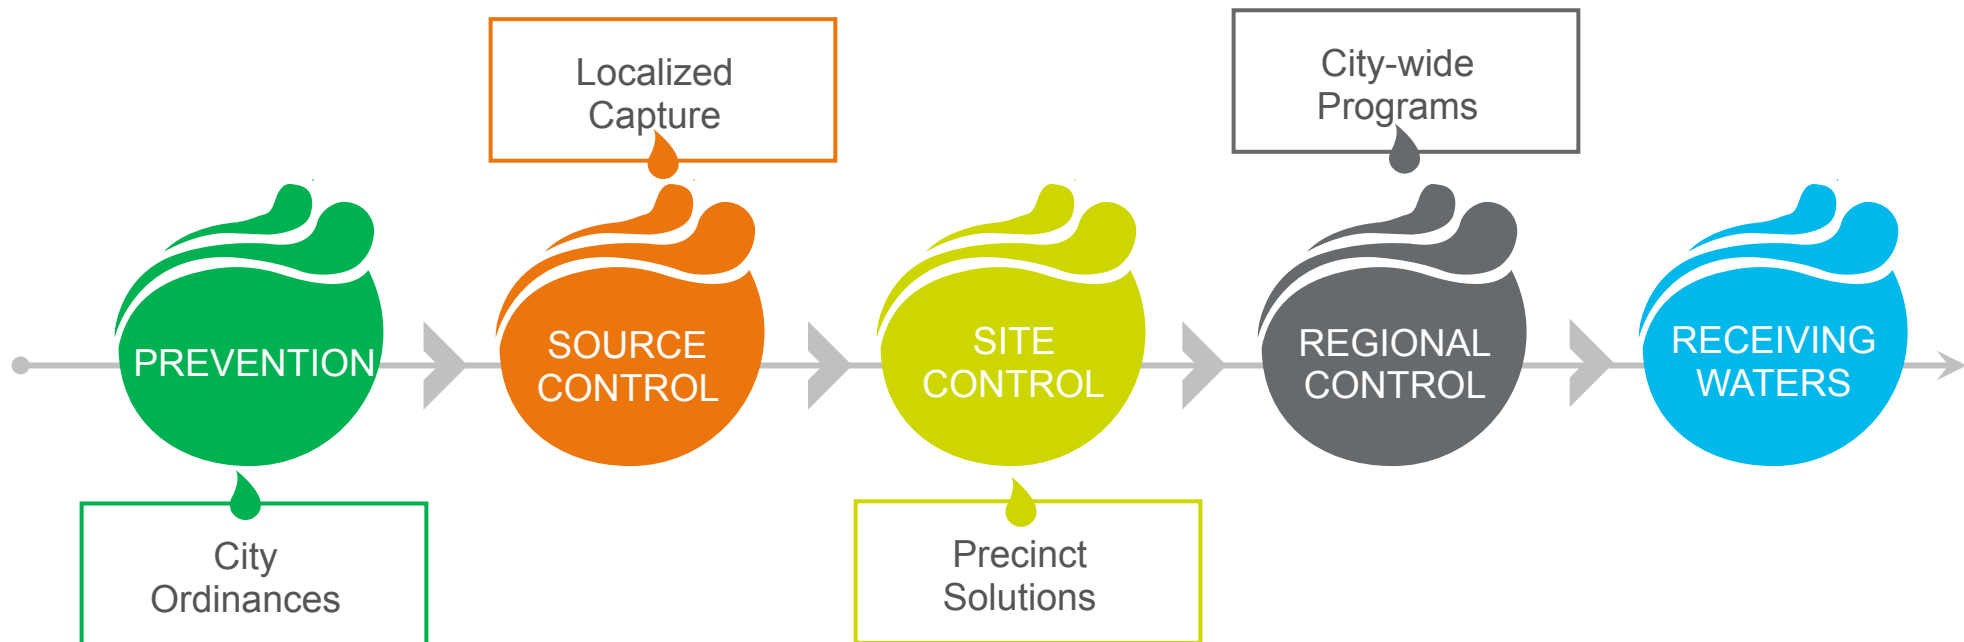 Localized
Capture
City-wide
Programs
PREVENTION
SOURCE
CONTROL
SITE
CONTROL
REGIONAL
CONTROL
RECEIVING
WATERS
City
Ordinances
Precinct
Solutions